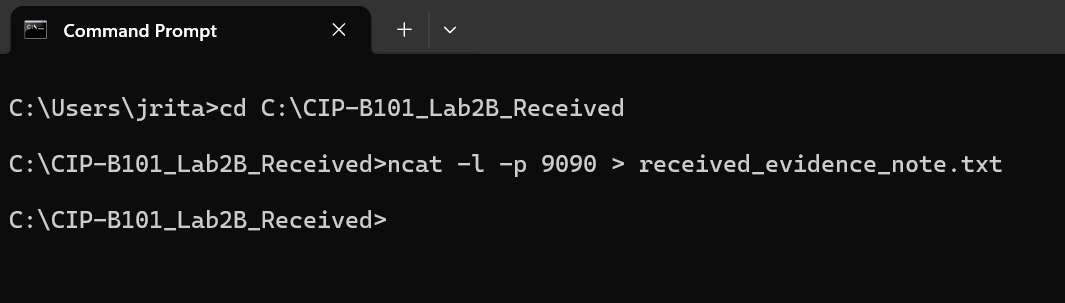 Command Prompt
C:\Users\jrita>cd C:\CIP-B101_Lab2B_Received
C:\CIP-B101_Lab2B_Received>ncat -l -p 9090 > received_evidence_note.txt
C:\CIP-B101_Lab2B_Received>